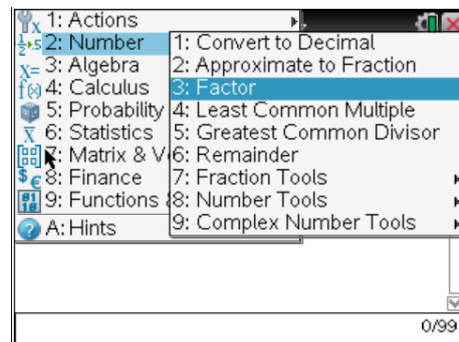 1: Actions
2: Number
3: Algebra
4: Calculus
5: Probability
6: Statistics
7: Matrix & V
8: Finance
9: Functions &
A: Hints
1: Convert to Decimal
2: Approximate to Fraction
3: Factor
4: Least Common Multiple
5: Greatest Common Divisor
6: Remainder
7: Fraction Tools
8: Number Tools
9: Complex Number Tools
0/99